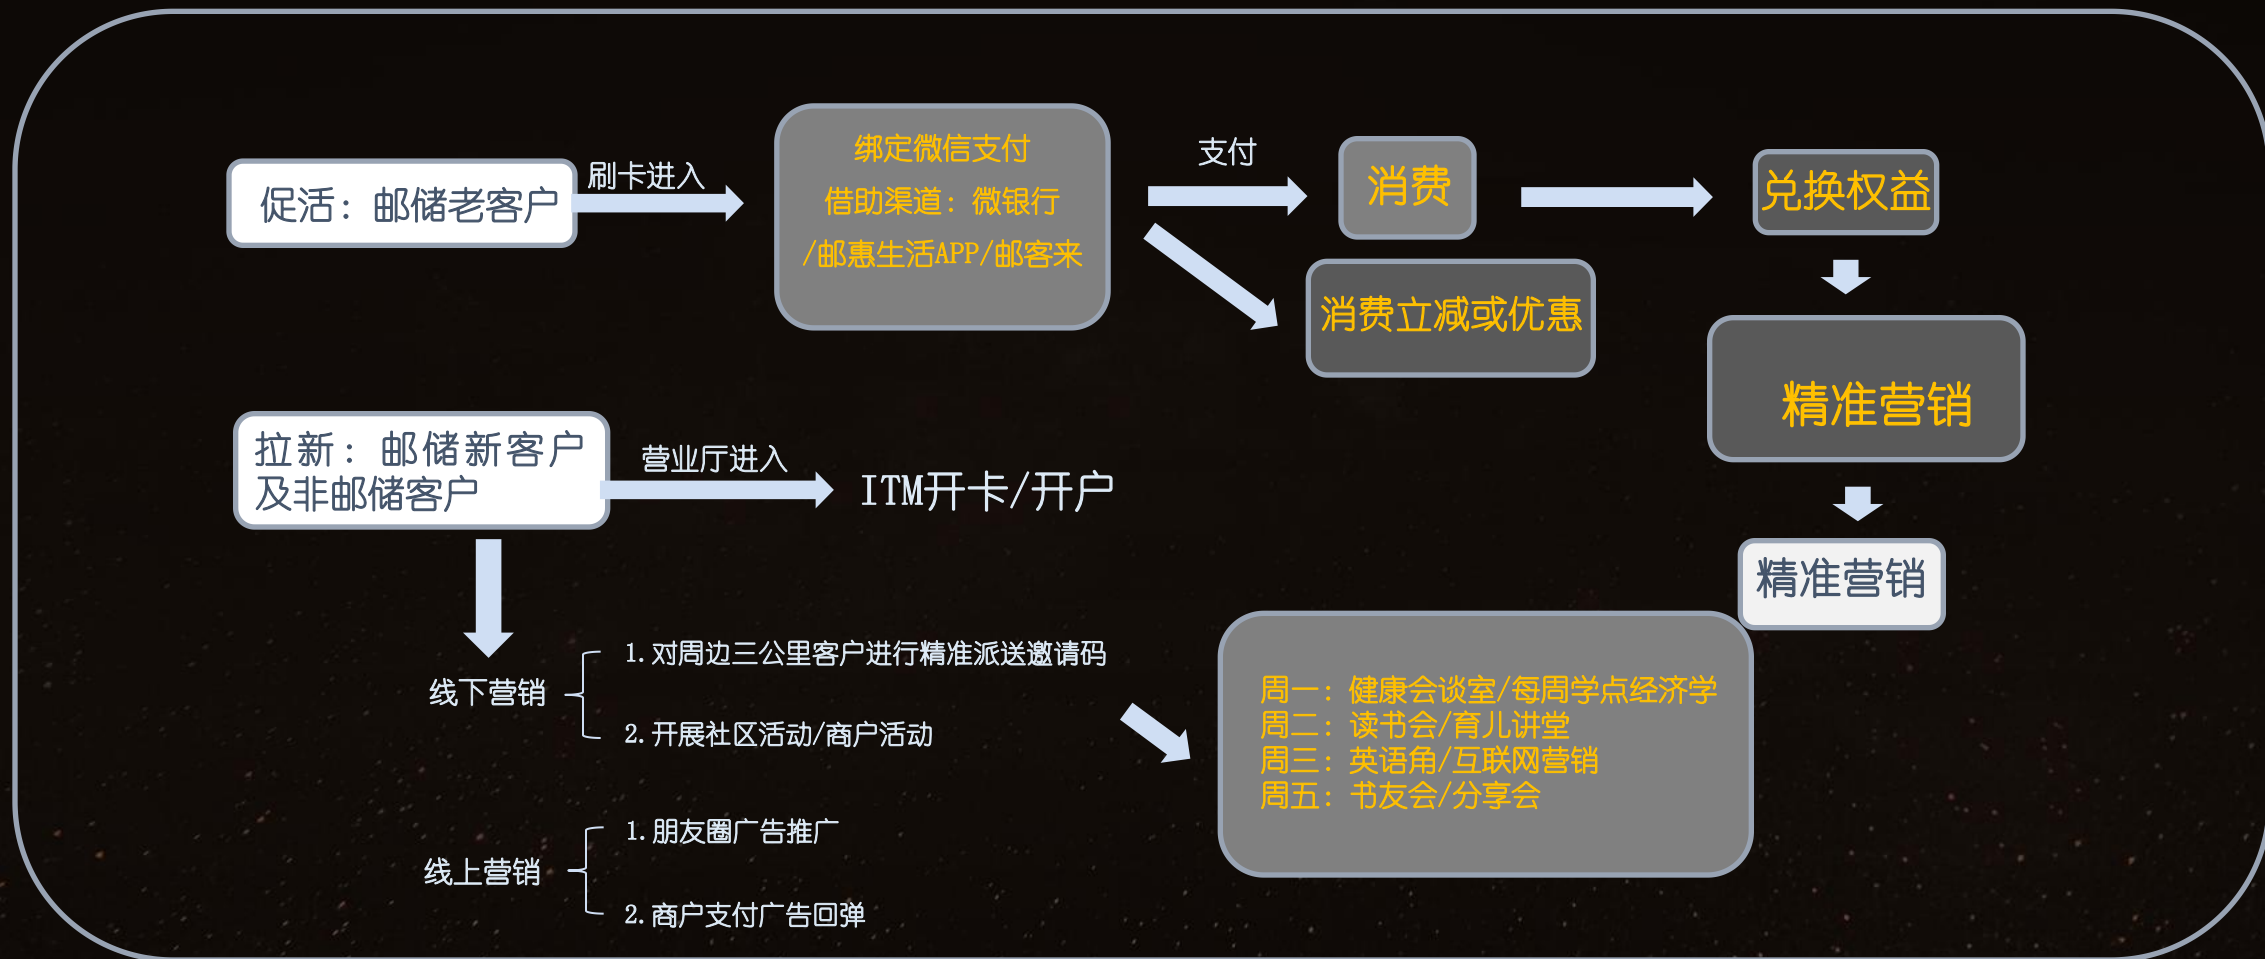 促活：邮储老客户
刷卡进入
绑定微信支付
借助渠道：微银行
/邮惠生活APP/邮客来
支付
消费
兑换权益
消费立减或优惠
精准营销
精准营销
拉新：邮储新客户
及非邮储客户
营业厅进入
ITM开卡/开户
线下营销
1.对周边三公里客户进行精准派送邀请码
2.开展社区活动/商户活动
线上营销
1.朋友圈广告推广
2.商户支付广告回弹
周一：健康会谈室/每周学点经济学
周二：读书会/育儿讲堂
周三：英语角/互联网营销
周五：书友会/分享会